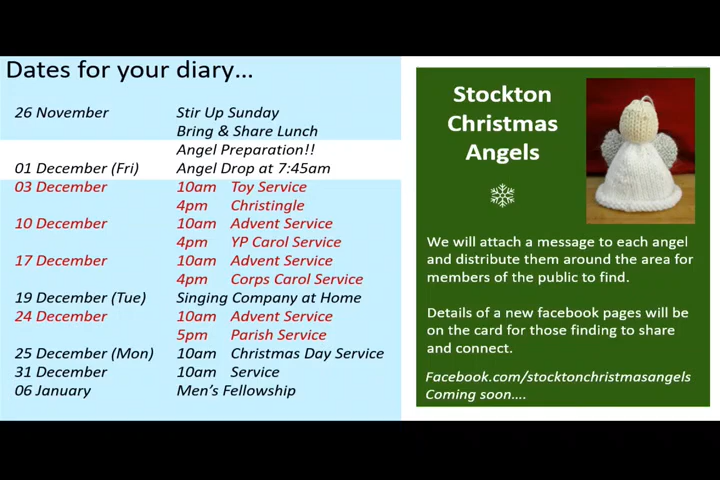 Dates for your diary…
26 November Stir Up Sunday
Bring & Share Lunch
Angel Preparation!!
01 December (Fri) Angel Drop at 7:45am
03 December 10am Toy Service
4pm Christingle
10 December 10am Advent Service
4pm YP Carol Service
17 December 10am Advent Service
4pm Corps Carol Service
19 December (Tue) Singing Company at Home
24 December 10am Advent Service
5pm Parish Service
25 December (Mon) 10am Christmas Day Service
31 December 10am Service
06 January Men's Fellowship
Stockton
Christmas
Angels
We will attach a message to each angel
and distribute them around the area for
members of the public to find.
Details of a new facebook pages will be
on the card for those finding to share
and connect.
Facebook.com/stocktonchristmasangels
Coming soon….